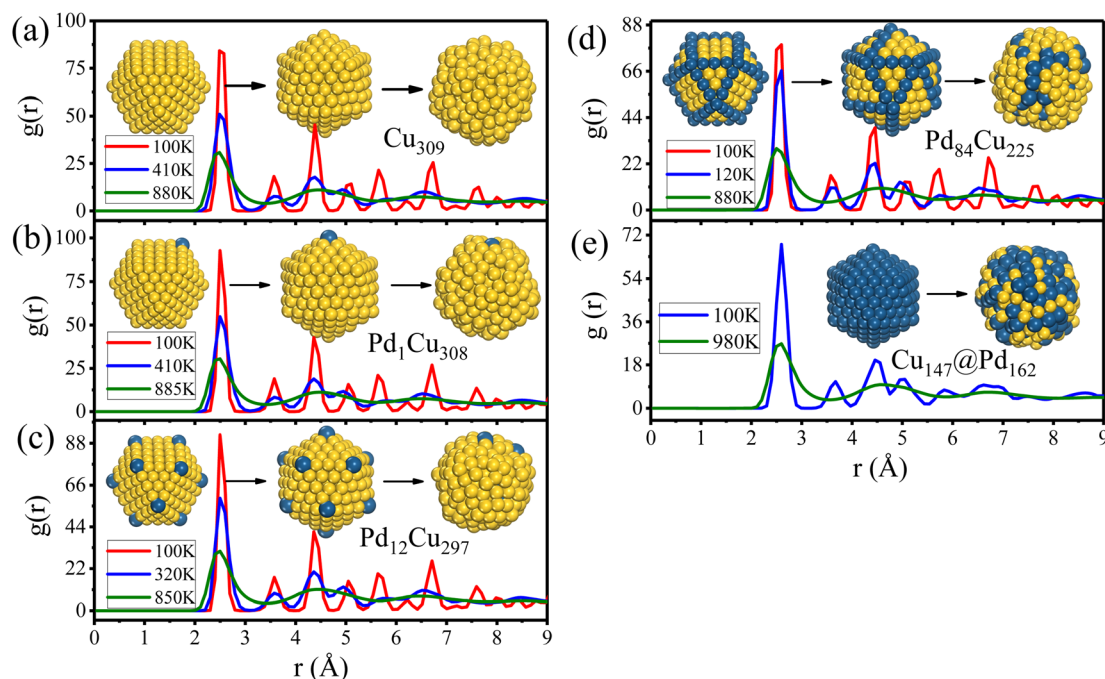 (a)
g(r)
100
75
50
25
0
Cu309
100K
410K
880K
(b)
g(r)
100
75
50
25
0
Pd1Cu308
100K
410K
885K
(c)
g(r)
88
66
44
22
0
Pd12Cu297
100K
320K
850K
0 1 2 3 4 5 6 7 8 9
r (Å)
(d)
g(r)
88
66
44
22
0
Pd84Cu225
100K
120K
880K
(e)
g (r)
72
54
36
18
0
100K
980K
Cu147@Pd162
0 1 2 3 4 5 6 7 8 9
r (Å)